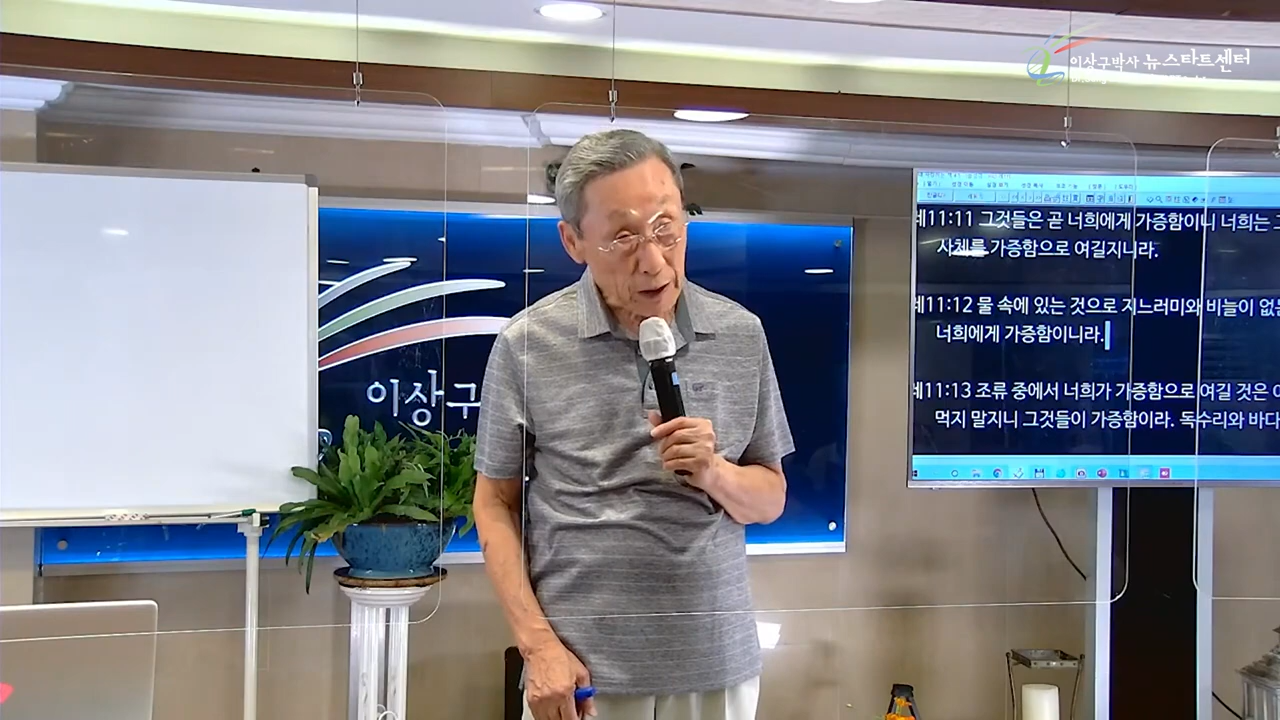 이상구박사 뉴스타트센터
이상구
레11:11 그것들은 곧 너희에게 가증함이니 너희는
사체를 가증함으로 여길지니라.
레11:12 물 속에 있는 것으로 지느러미와 비늘이
너희에게 가증함이니라.
레11:13 조류 중에서 너희가 가증함으로 여길 것은
먹지 말지니 그것들이 가증함이라. 독수리와